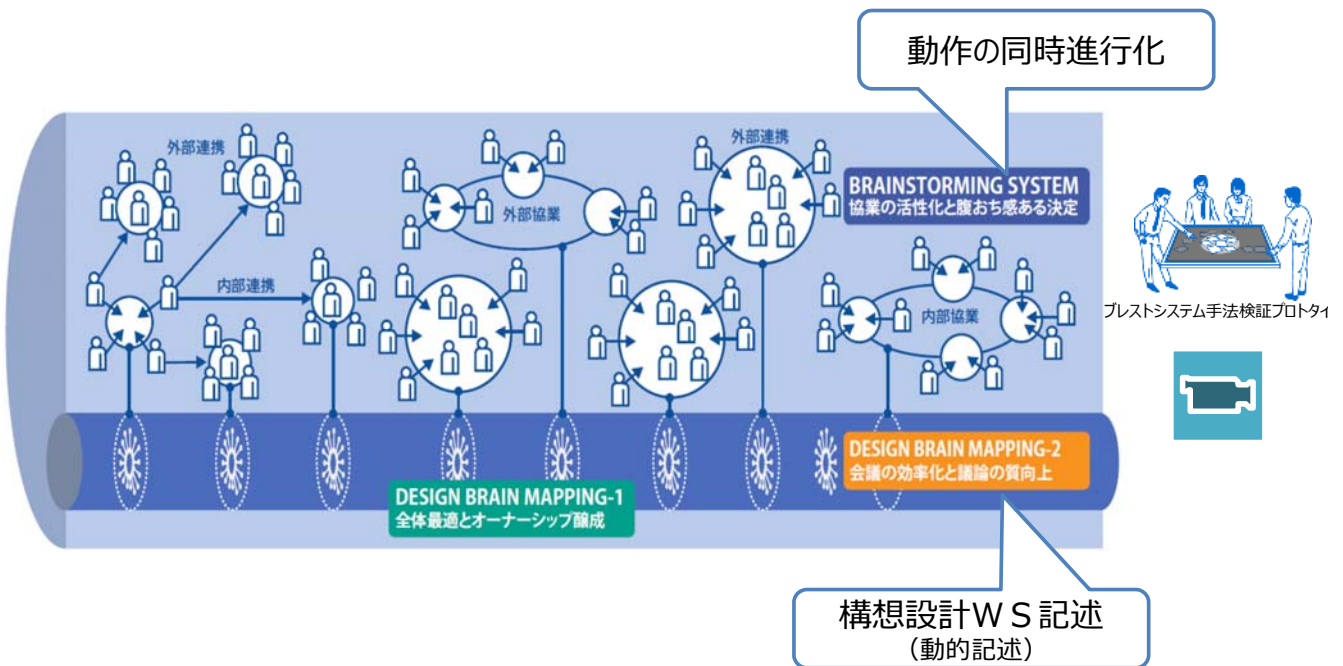 動作の同時進行化
外部連携
外部連携
BRAINSTORMING SYSTEM
協業の活性化と腹おち感ある決定
外部協業
内部連携
内部協業
ブレストシステム手法検証プロトタイ
DESIGN BRAIN MAPPING-2
会議の効率化と議論の質向上
DESIGN BRAIN MAPPING-1
全体最適とオーナーシップ醸成
構想設計ＷＳ記述
（動的記述）